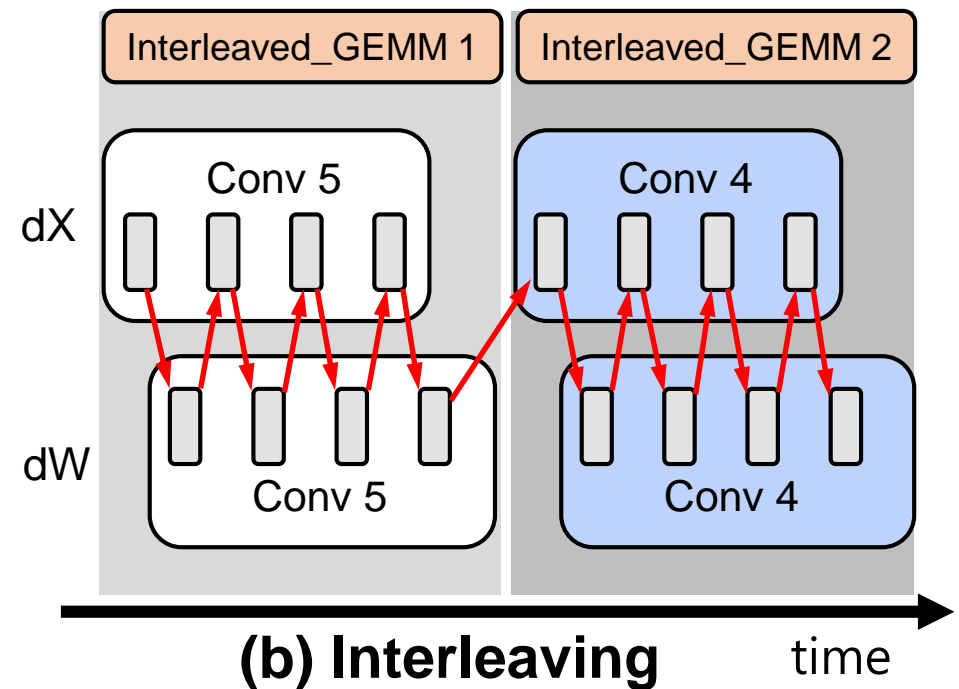 Interleaved_GEMM 1
Interleaved_GEMM 2
Conv 5
Conv 4
dX
dW
Conv 5
Conv 4
(b) Interleaving
time